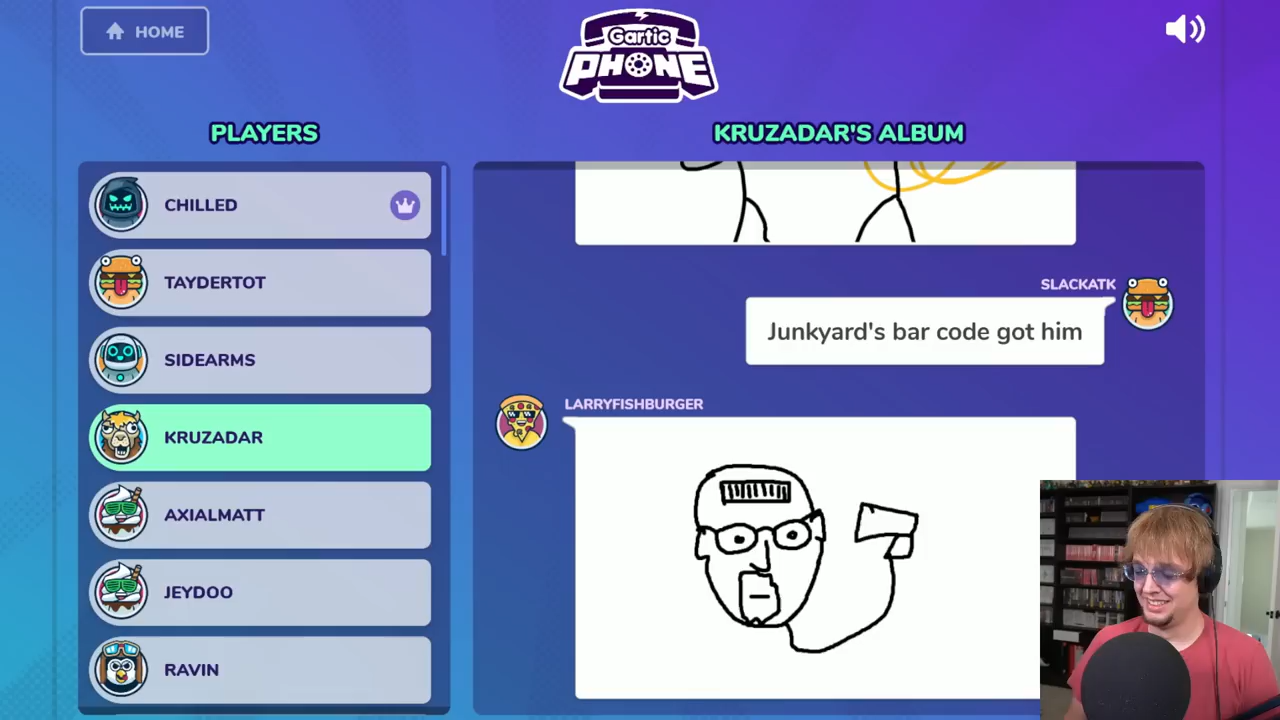 HOME
Gartic
PHONE
PLAYERS
KRUZADAR'S ALBUM
CHILLED
TAYDERTOT
SIDEARMS
KRUZADAR
AXIALMATT
JEYDOO
RAVIN
SLACKATK
Junkyard's bar code got him
LARRYFISHBURGER